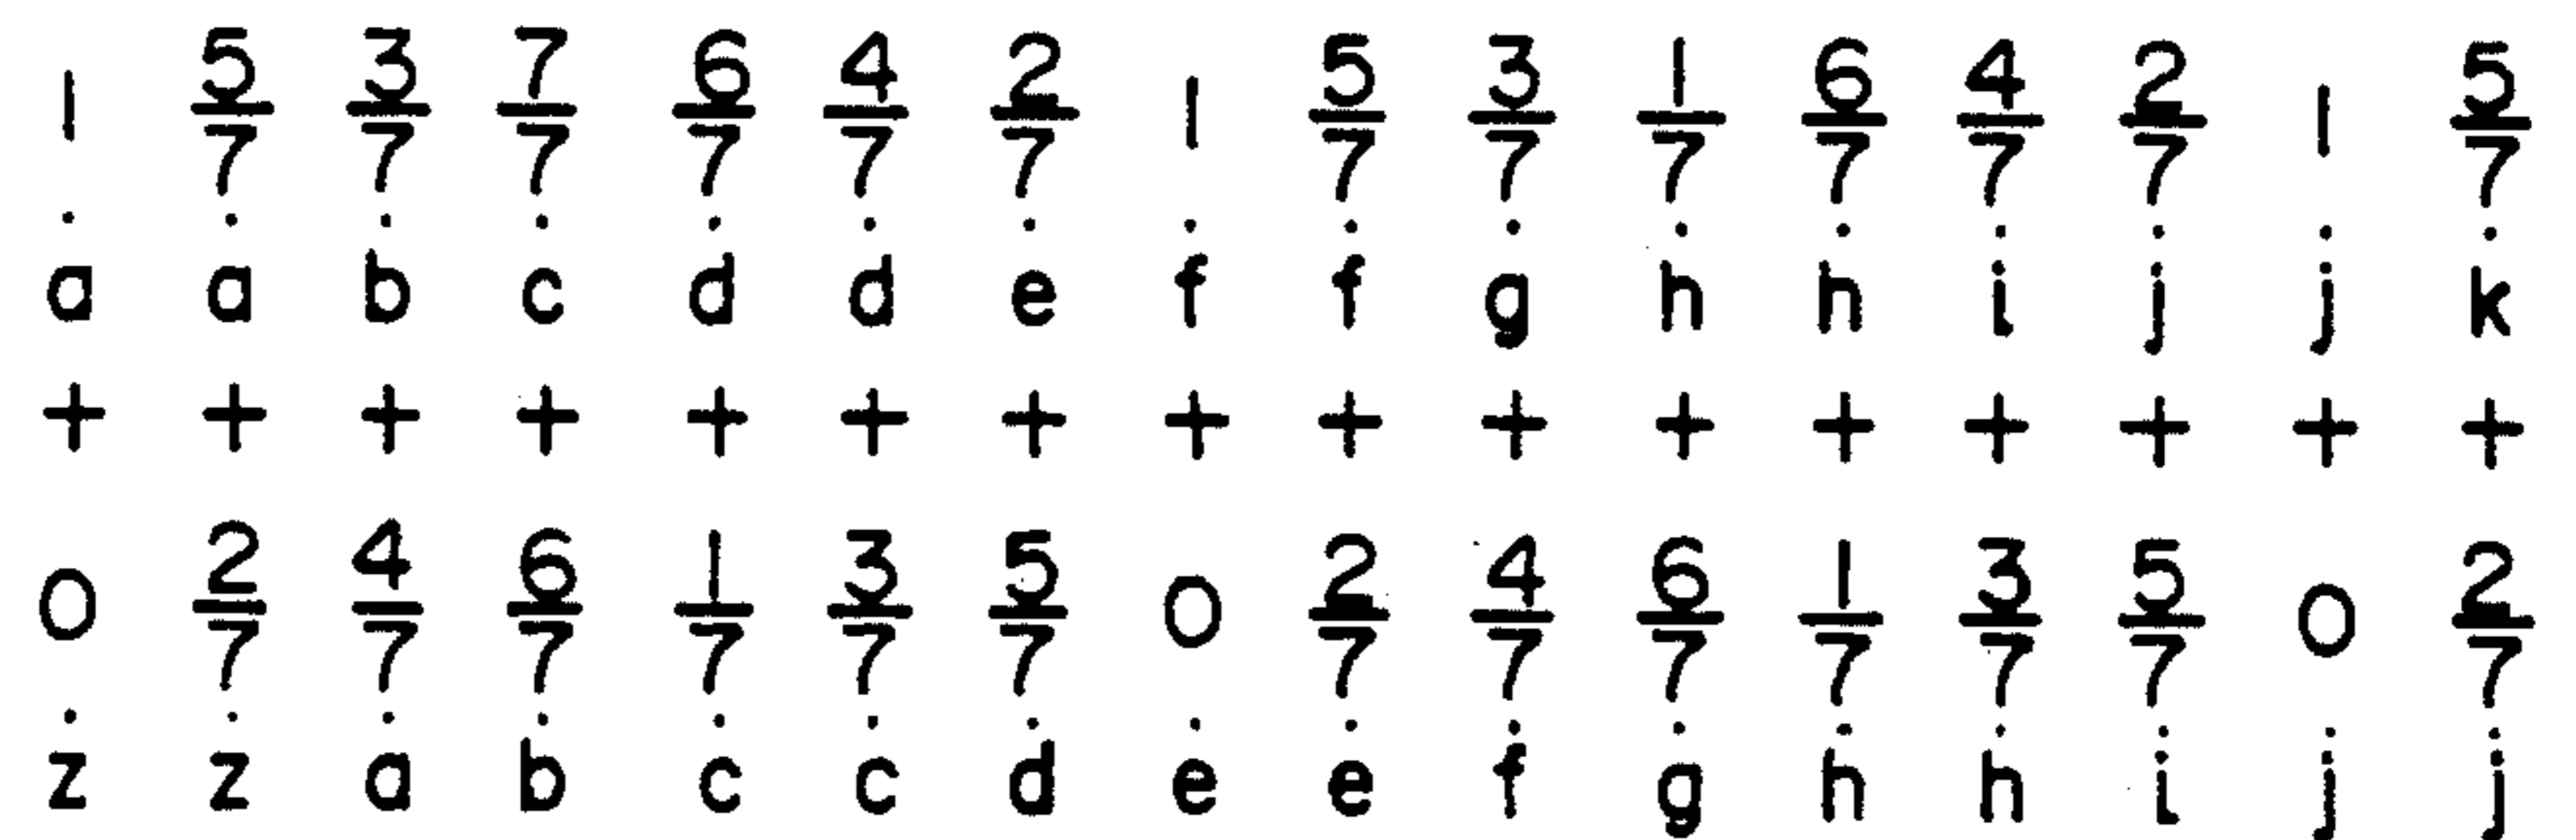 1 5/7 3/7 7/7 6/7 4/7 2/7 1 5/7 3/7 1/7 6/7 4/7 2/7 1 5/7
. . . . . . . . . . . . . . . .
a a b c d d e f f g h h i j j k
+ + + + + + + + + + + + + + + +
0 2/7 4/7 6/7 1/7 3/7 5/7 0 2/7 4/7 6/7 1/7 3/7 5/7 0 2/7
. . . . . . . . . . . . . . . .
z z a b c c d e e f g h h i j j